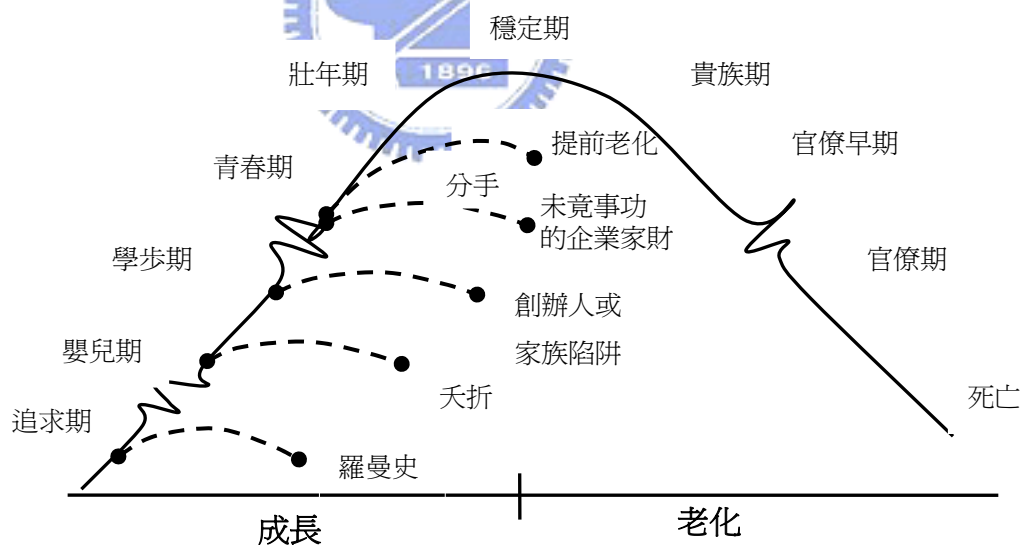 穩定期
壯年期
1896
貴族期
提前老化
官僚早期
青春期
分手
未竟事功
的企業家財
學步期
官僚期
創辦人或
家族陷阱
嬰兒期
夭折
死亡
追求期
羅曼史
成長
老化